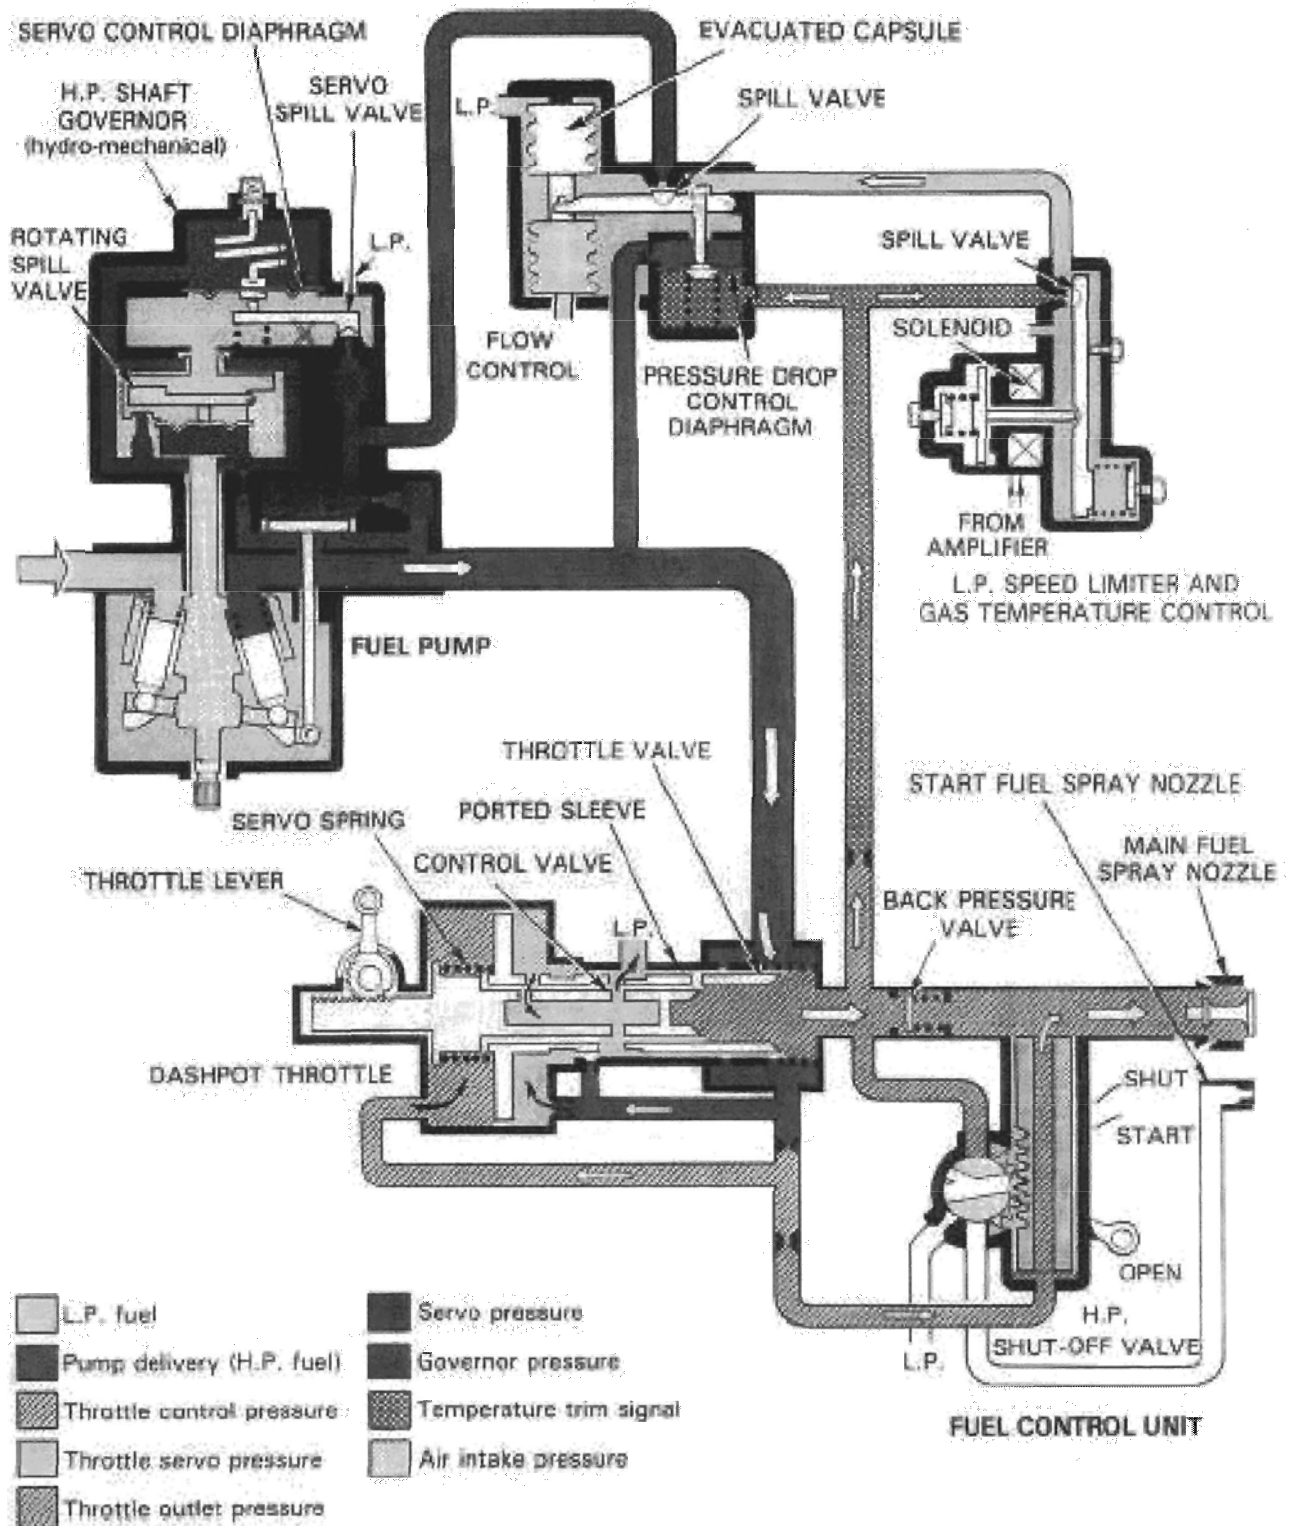 SERVO CONTROL DIAPHRAGM
EVACUATED CAPSULE
H.P. SHAFT
GOVERNOR
(hydro-mechanical)
SERVO
SPILL VALVE
L.P.
SPILL VALVE
ROTATING
SPILL
VALVE
L.P.
SPILL VALVE
SOLENOID
FLOW
CONTROL
PRESSURE DROP
CONTROL
DIAPHRAGM
FROM
AMPLIFIER
L.P. SPEED LIMITER AND
GAS TEMPERATURE CONTROL
FUEL PUMP
THROTTLE VALVE
START FUEL SPRAY NOZZLE
PORTED SLEEVE
SERVO SPRING
CONTROL VALVE
MAIN FUEL
SPRAY NOZZLE
THROTTLE LEVER
BACK PRESSURE
VALVE
L.P.
DASHPOT THROTTLE
SHUT
START
OPEN
H.P.
SHUT-OFF VALVE
L.P.
FUEL CONTROL UNIT
L.P. fuel
Pump delivery (H.P. fuel)
Throttle control pressure
Throttle servo pressure
Throttle outlet pressure
Servo pressure
Governor pressure
Temperature trim signal
Air intake pressure